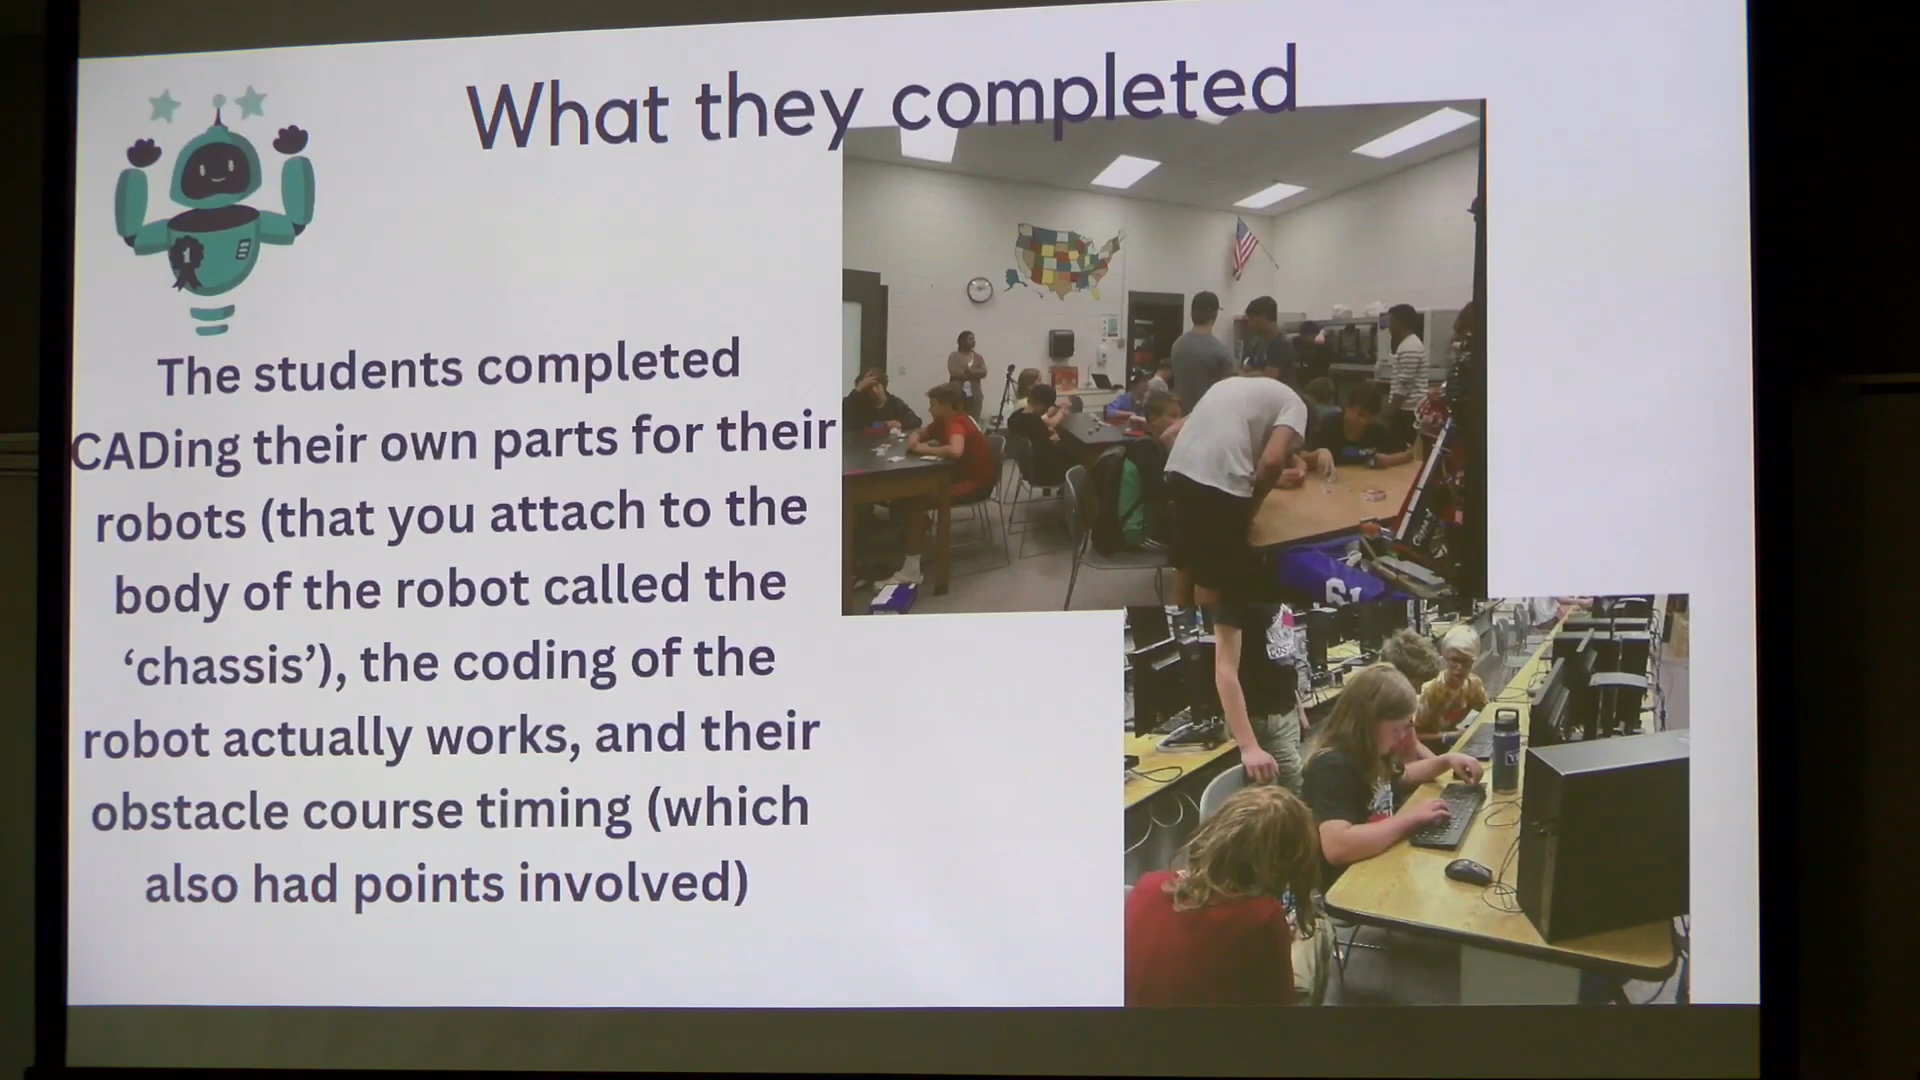 What they completed
1
The students completed
CADing their own parts for their
robots (that you attach to the
body of the robot called the
‘chassis’), the coding of the
robot actually works, and their
obstacle course timing (which
also had points involved)